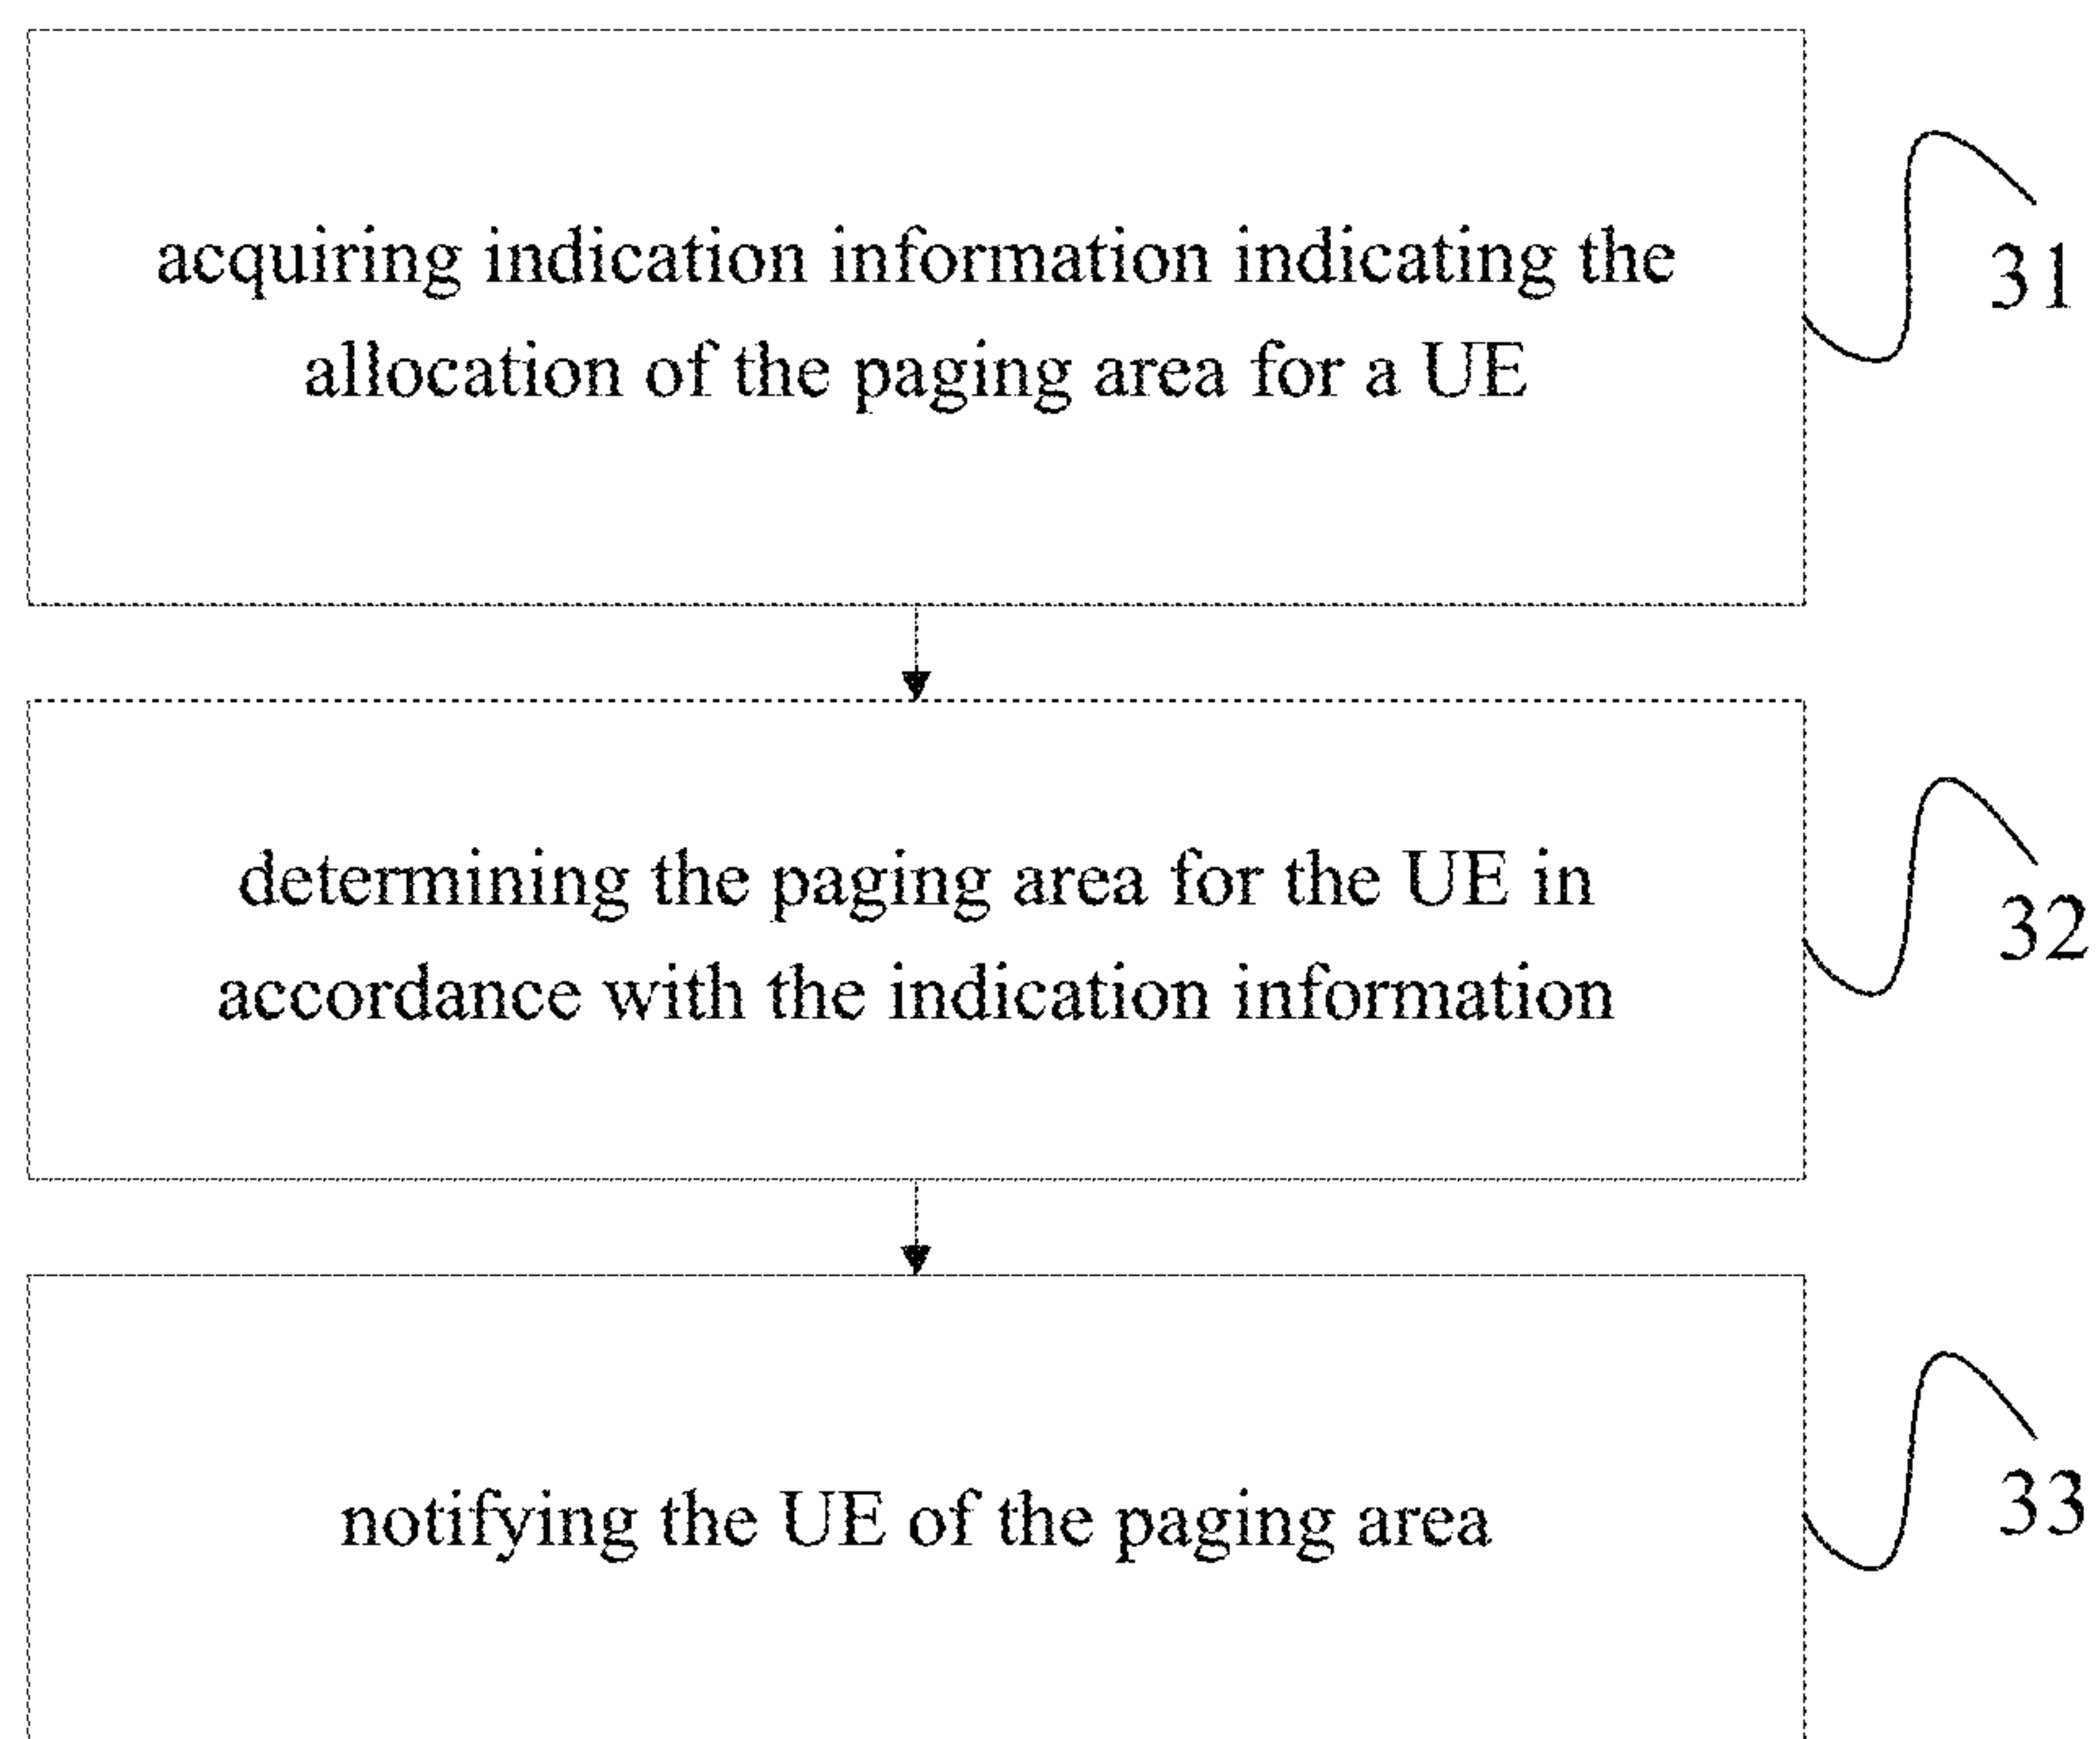 acquiring indication information indicating the
allocation of the paging area for a UE
31
determining the paging area for the UE in
accordance with the indication information
32
notifying the UE of the paging area
33